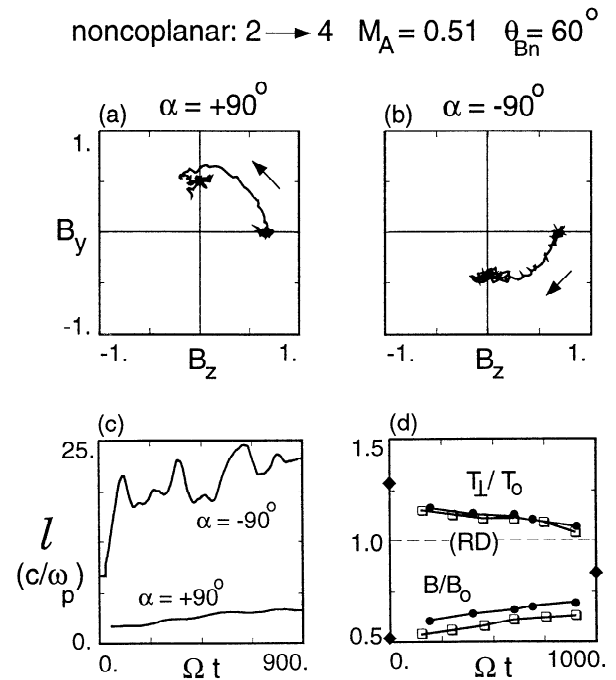 noncoplanar: 2 → 4 M_A = 0.51 θ_Bn = 60°
(a) α = +90° (b) α = -90°
1.
B_y
-1.
-1. B_z 1. -1. B_z 1.
(c) (d)
25. 1.5
T⊥/T_o
α = -90°
l 1.0 (RD)
(c/ω_p) B/B_o
α = +90°
0. 0.5
0. Ω t 900. 0. Ω t 1000.